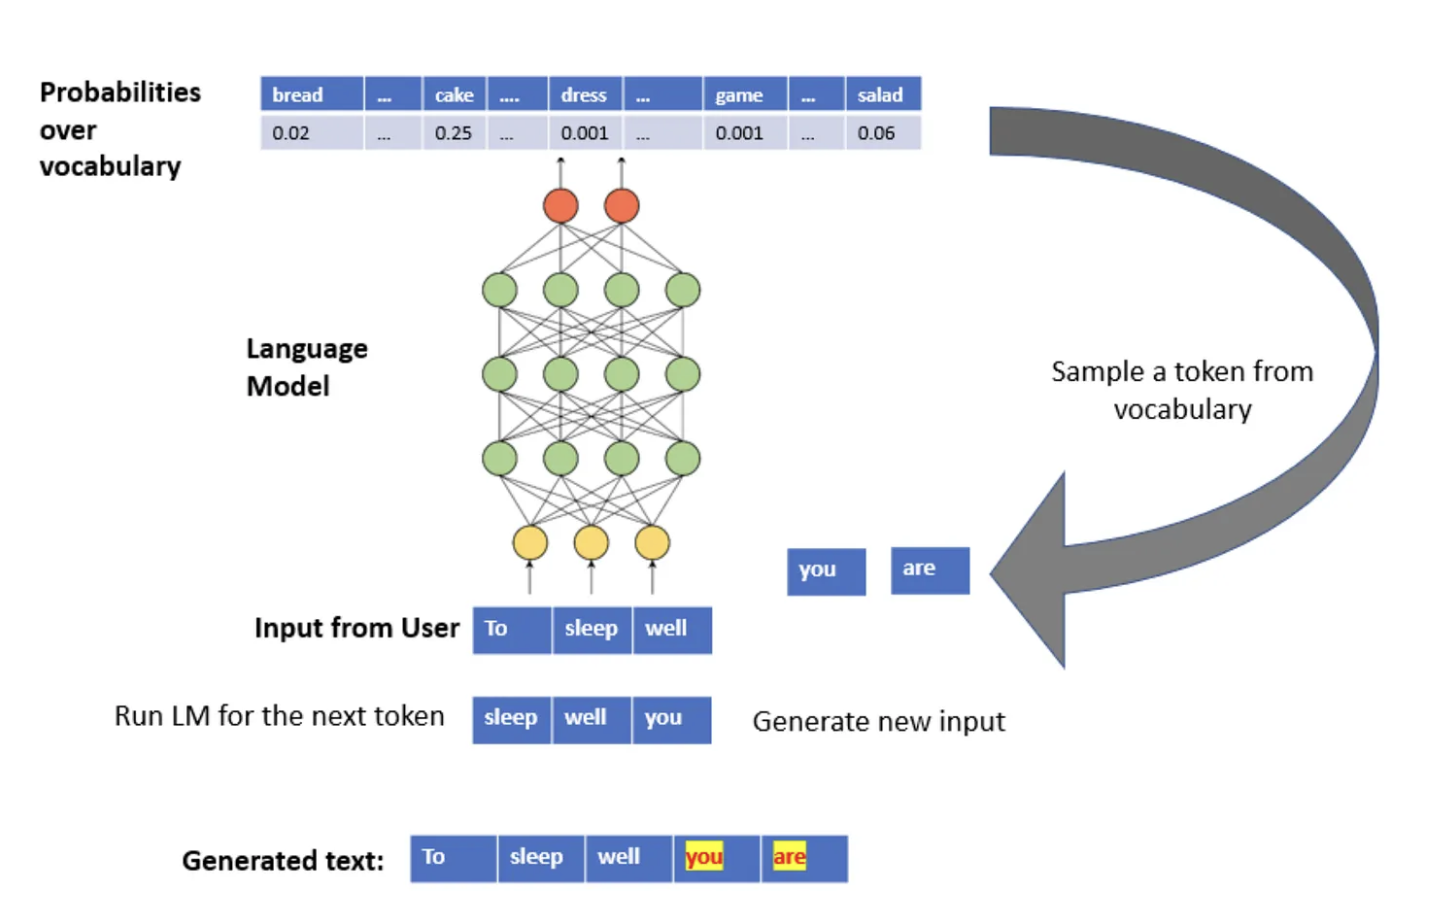 Probabilities
over
vocabulary
bread ... cake .... dress ... game ... salad
0.02 ... 0.25 ... 0.001 ... 0.001 ... 0.06
Language
Model
Sample a token from
vocabulary
you are
Input from User To sleep well
Run LM for the next token sleep well you Generate new input
Generated text: To sleep well you are